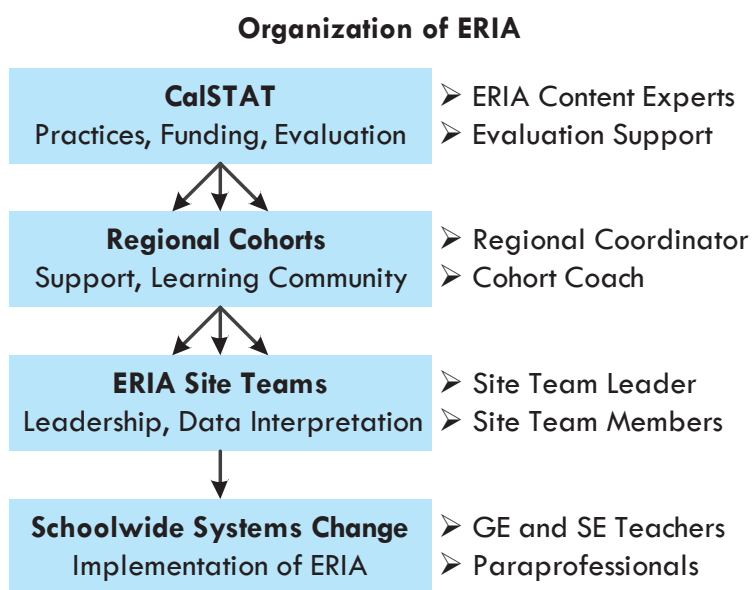 Organization of ERIA
CalSTAT
Practices, Funding, Evaluation
➢ ERIA Content Experts
➢ Evaluation Support
Regional Cohorts
Support, Learning Community
➢ Regional Coordinator
➢ Cohort Coach
ERIA Site Teams
Leadership, Data Interpretation
➢ Site Team Leader
➢ Site Team Members
Schoolwide Systems Change
Implementation of ERIA
➢ GE and SE Teachers
➢ Paraprofessionals